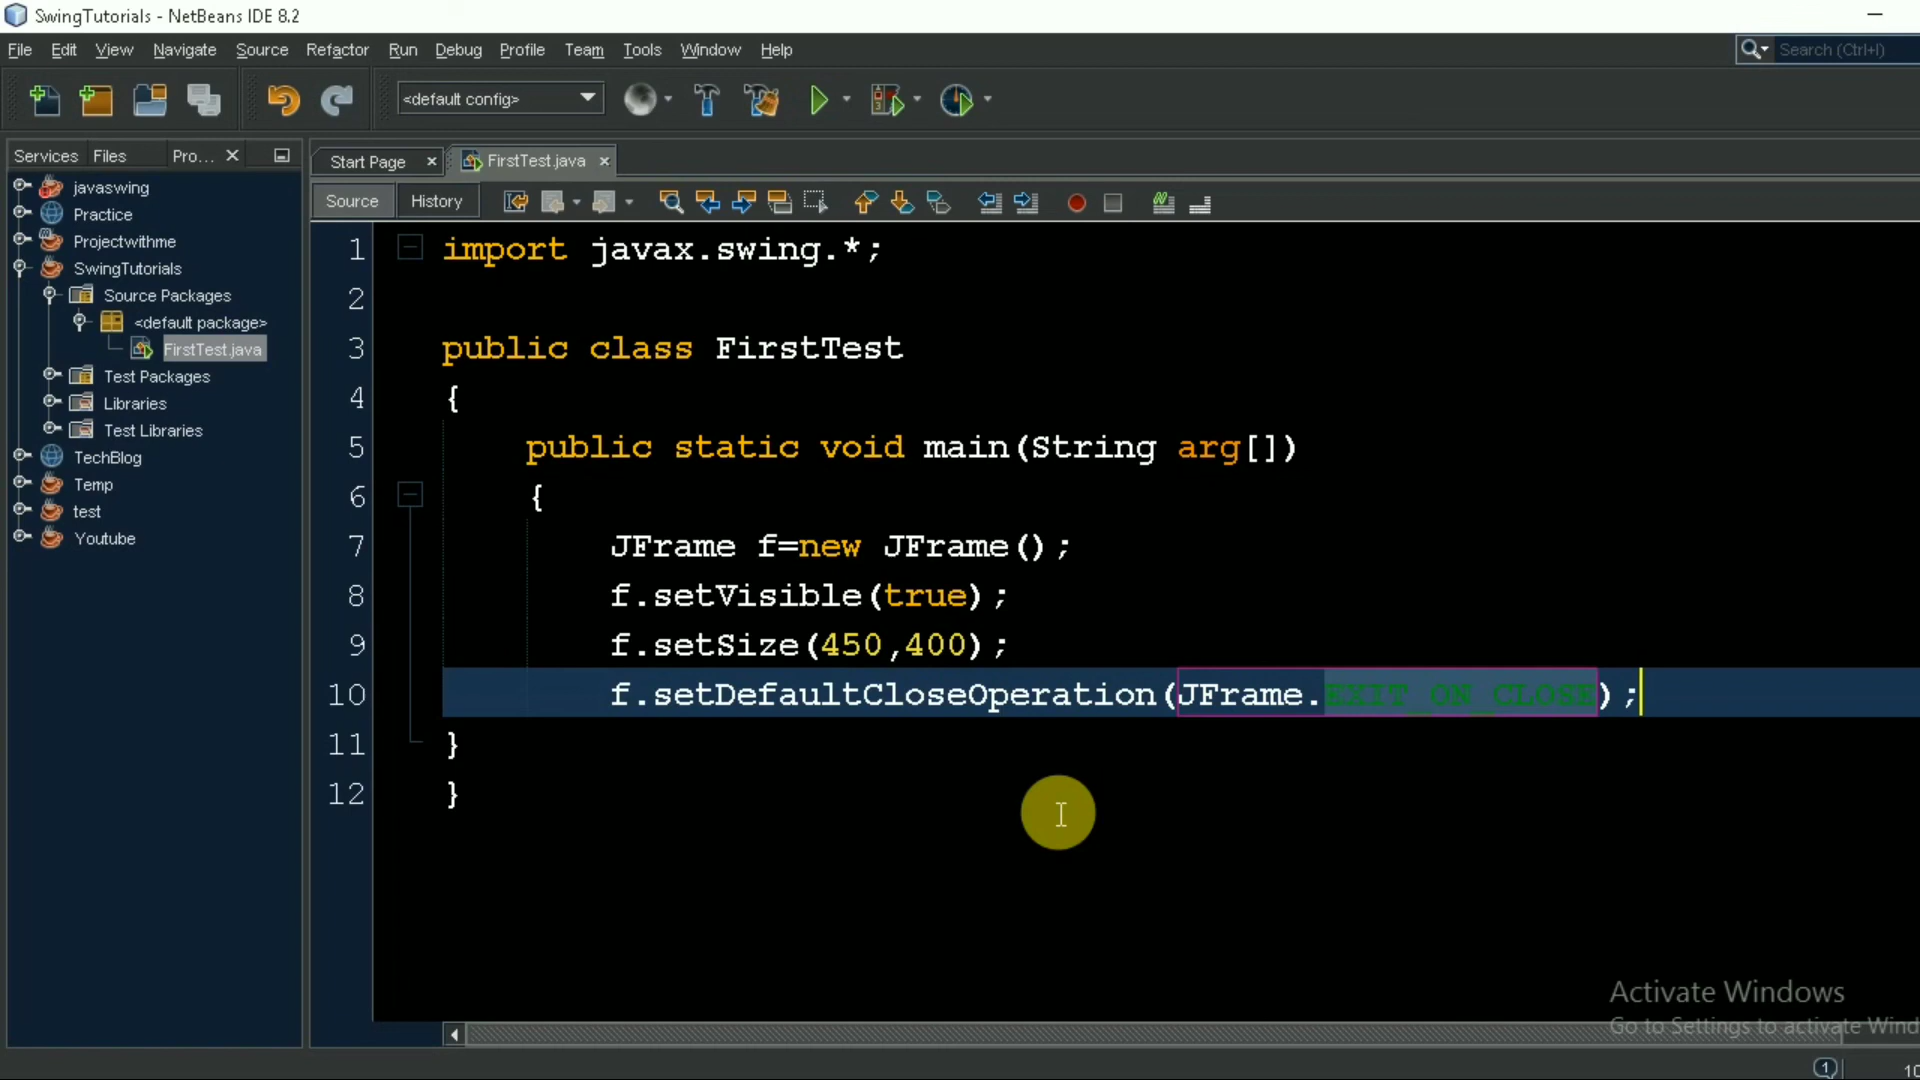 SwingTutorials - NetBeans IDE 8.2
File Edit View Navigate Source Refactor Run Debug Profile Team Tools Window Help
Search (Ctrl+I)
<default config>
Services Files Pro...
Start Page
FirstTest.java
Source History
javaswing
Practice
Projectwithme
SwingTutorials
Source Packages
<default package>
FirstTest.java
Test Packages
Libraries
Test Libraries
TechBlog
Temp
test
Youtube
1 import javax.swing.*;
2
3 public class FirstTest
4 {
5 public static void main(String arg[])
6 {
7 JFrame f=new JFrame();
8 f.setVisible(true);
9 f.setSize(450,400);
10 f.setDefaultCloseOperation(JFrame.EXIT_ON_CLOSE);
11 }
12 }
Activate Windows
Go to Settings to activate Wind
1
10